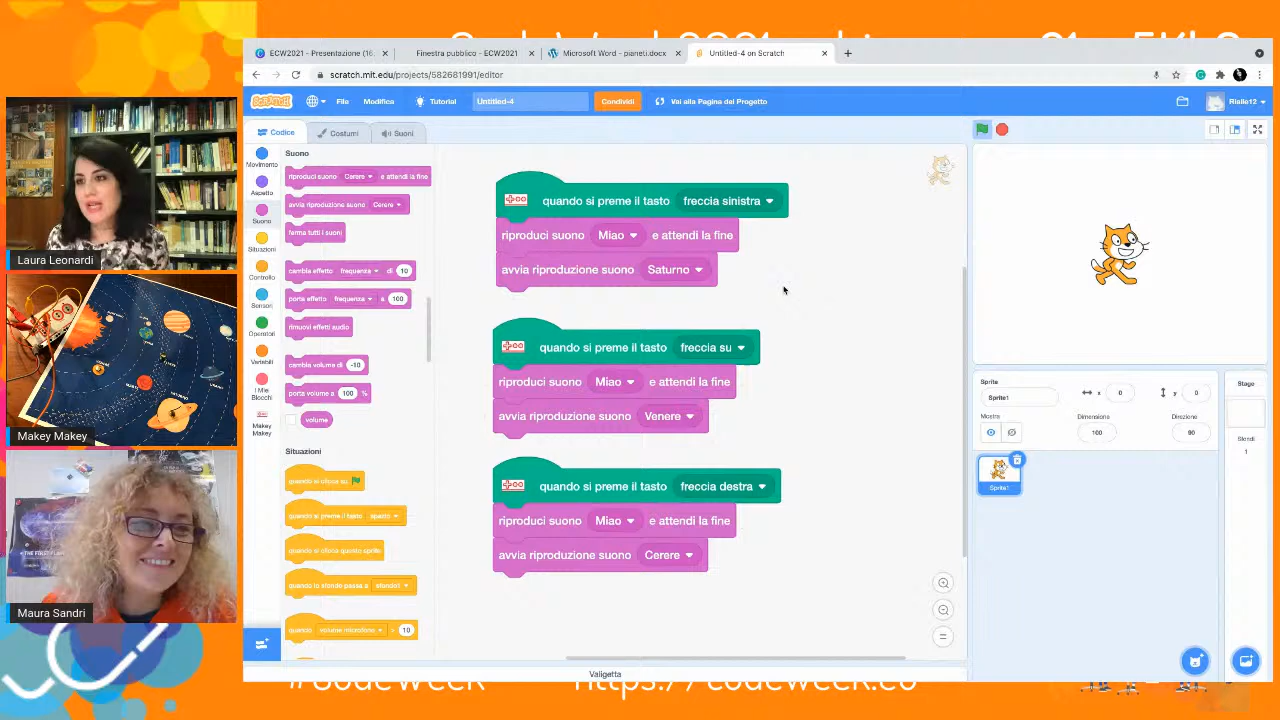 ECW2021 - Presentazione (16
Finestra pubblico - ECW2021
Microsoft Word - pianeti.docx
Untitled-4 on Scratch
scratch.mit.edu/projects/582681991/editor
SCRATCH
File
Modifica
Tutorial
Untitled-4
Condividi
Vai alla Pagina del Progetto
Rielle12
Codice
Costumi
Suoni
Movimento
Aspetto
Suono
Situazioni
Controllo
Sensori
Operatori
Variabili
I Miei Blocchi
Makey Makey
Suono
riproduci suono Cerere e attendi la fine
avvia riproduzione suono Cerere
ferma tutti i suoni
cambia effetto frequenza di 10
porta effetto frequenza a 100
rimuovi effetti audio
cambia volume di -10
porta volume a 100 %
volume
Situazioni
quando si clicca su
quando si preme il tasto spazio
quando si clicca questo sprite
quando lo sfondo passa a sfondo1
quando volume microfono > 10
quando si preme il tasto freccia sinistra
riproduci suono Miao e attendi la fine
avvia riproduzione suono Saturno
quando si preme il tasto freccia su
riproduci suono Miao e attendi la fine
avvia riproduzione suono Venere
quando si preme il tasto freccia destra
riproduci suono Miao e attendi la fine
avvia riproduzione suono Cerere
Valigetta
Sprite
Sprite1
x 0
y 0
Mostra
Dimensione
100
Direzione
90
Sprite1
Stage
Sfondi
1
Laura Leonardi
Makey Makey
Maura Sandri
#CodeWeek
https://codeweek.eu